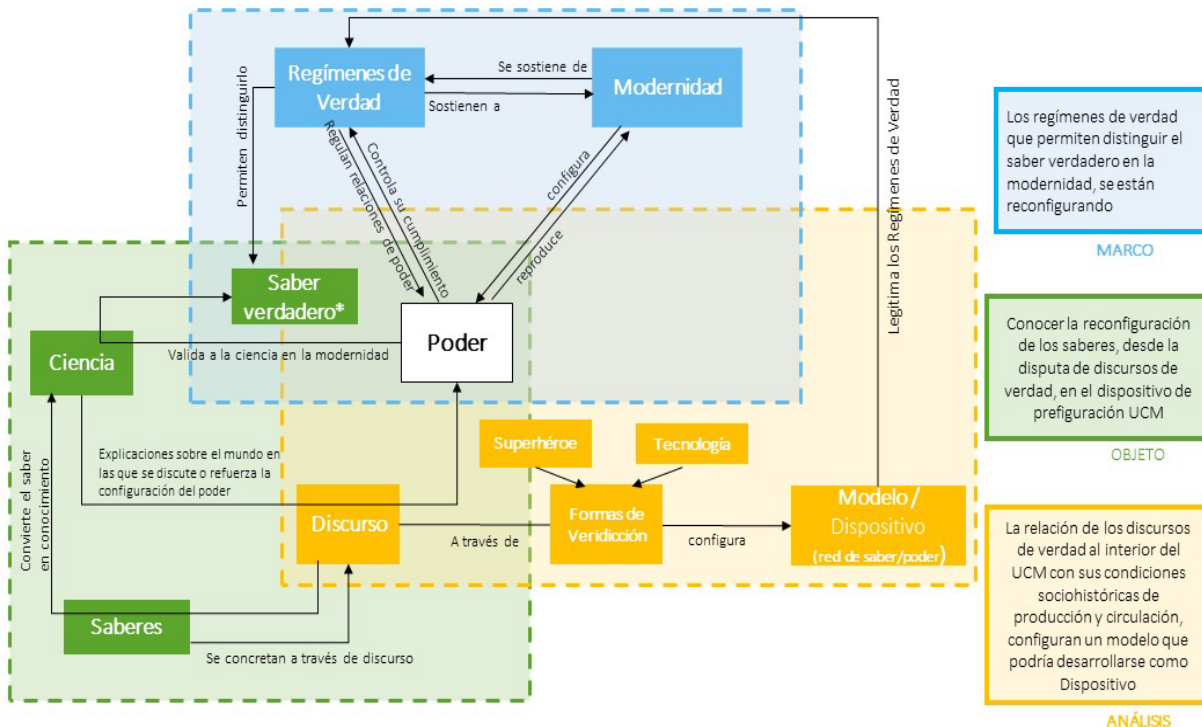 Regímenes de
Verdad
Se sostiene de
Sostienen a
Modernidad
Permiten distinguirlo
Regulan relaciones de poder
Controla su cumplimiento
configura
reproduce
Legitima los Regímenes de Verdad
Saber
verdadero*
Poder
Valida a la ciencia en la modernidad
Ciencia
Convierte el saber
en conocimiento
Explicaciones sobre el mundo en
las que se discute o refuerza la
configuración del poder
Superhéroe
Tecnología
Discurso
A través de
Formas de
Veridicción
configura
Modelo /
Dispositivo
(red de saber/poder)
Saberes
Se concretan a través de discurso
Los regímenes de verdad
que permiten distinguir el
saber verdadero en la
modernidad, se están
reconfigurando
MARCO
Conocer la reconfiguración
de los saberes, desde la
disputa de discursos de
verdad, en el dispositivo de
prefiguración UCM
OBJETO
La relación de los discursos
de verdad al interior del
UCM con sus condiciones
sociohistóricas de
producción y circulación,
configuran un modelo que
podría desarrollarse como
Dispositivo
ANÁLISIS